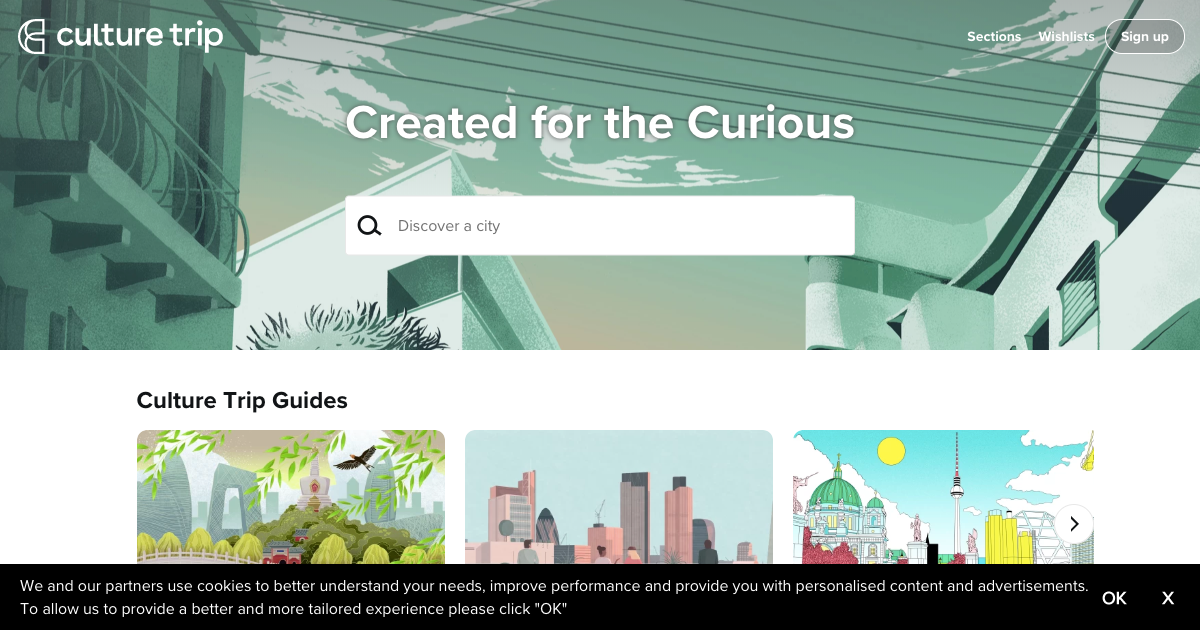 culture trip
Sections Wishlists Sign up
Created for the Curious
Discover a city
Culture Trip Guides
We and our partners use cookies to better understand your needs, improve performance and provide you with personalised content and advertisements.
To allow us to provide a better and more tailored experience please click "OK"
OK X